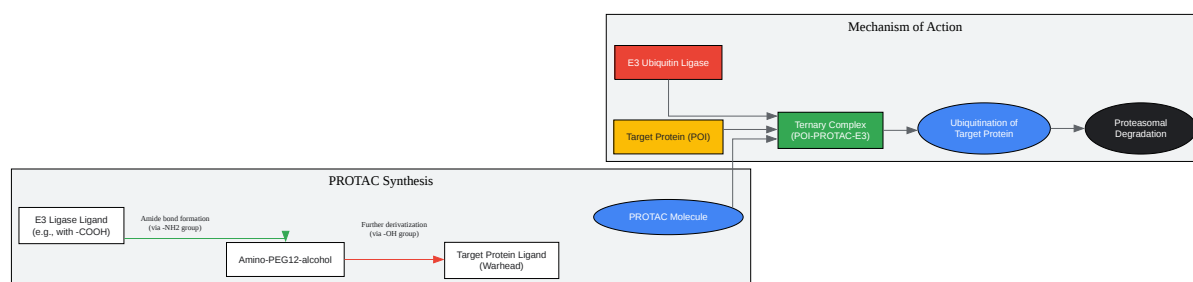 Mechanism of Action
E3 Ubiquitin Ligase
Target Protein (POI)
Ternary Complex
(POI-PROTAC-E3)
Ubiquitination of
Target Protein
Proteasomal
Degradation
PROTAC Synthesis
E3 Ligase Ligand
(e.g., with -COOH)
Amide bond formation
(via -NH2 group)
Amino-PEG12-alcohol
Further derivatization
(via -OH group)
Target Protein Ligand
(Warhead)
PROTAC Molecule